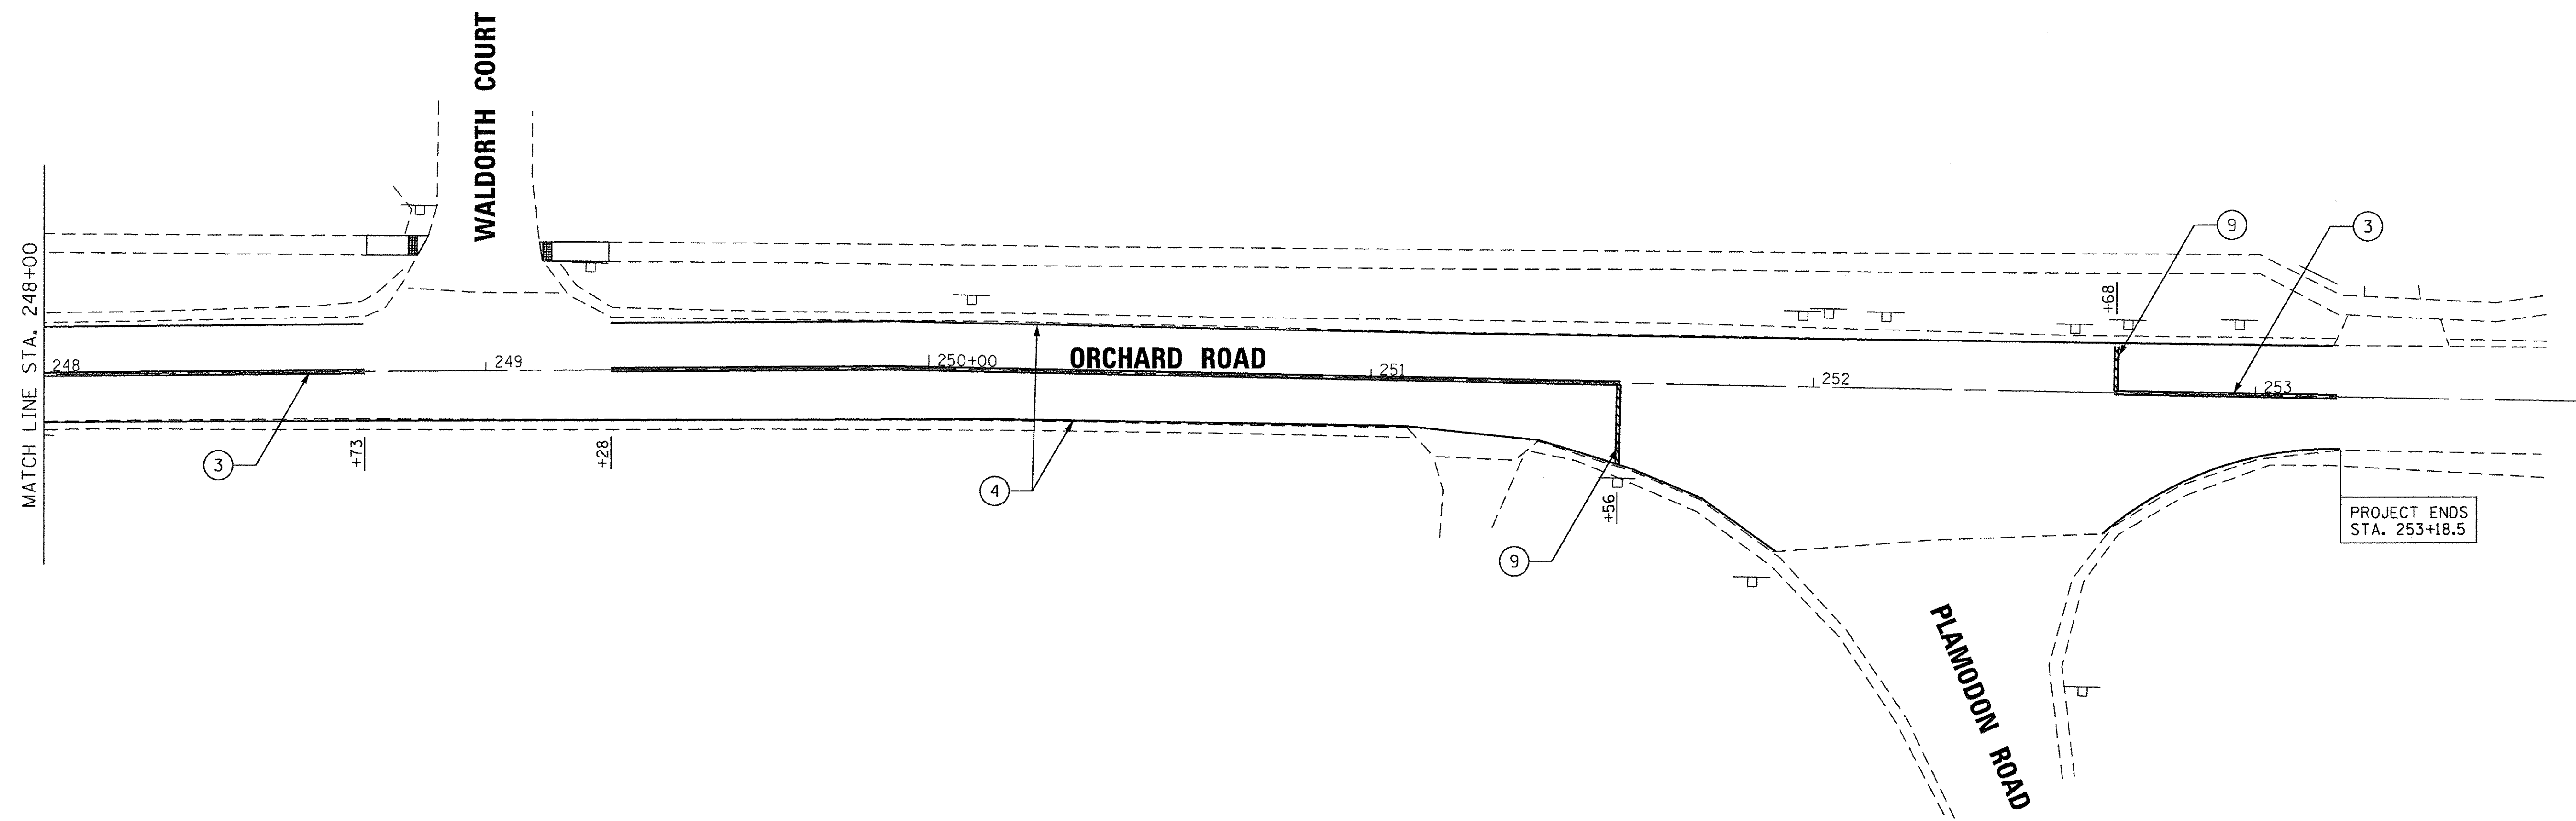 WALDORTH COURT
MATCH LINE STA. 248+00
9
3
+68
248
249
250+00
ORCHARD ROAD
251
252
253
3
+73
+28
4
+56
9
PROJECT ENDS
STA. 253+18.5
PLAMODON ROAD